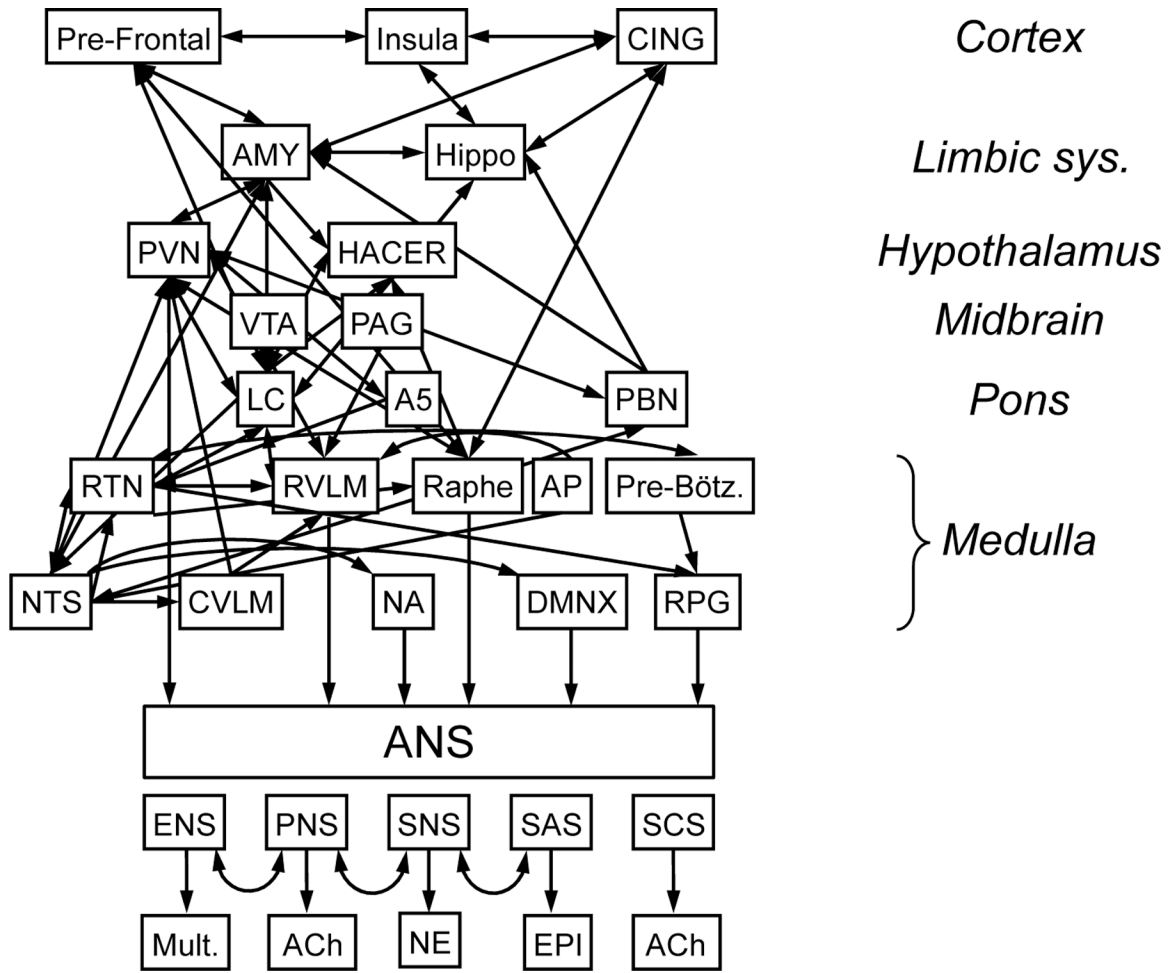 Pre-Frontal Insula CING Cortex
AMY Hippo Limbic sys.
PVN HACER Hypothalamus
VTA PAG Midbrain
LC A5 PBN Pons
RTN RVLM Raphe AP Pre-Bötz.
Medulla
NTS CVLM NA DMNX RPG
ANS
ENS PNS SNS SAS SCS
Mult. ACh NE EPI ACh